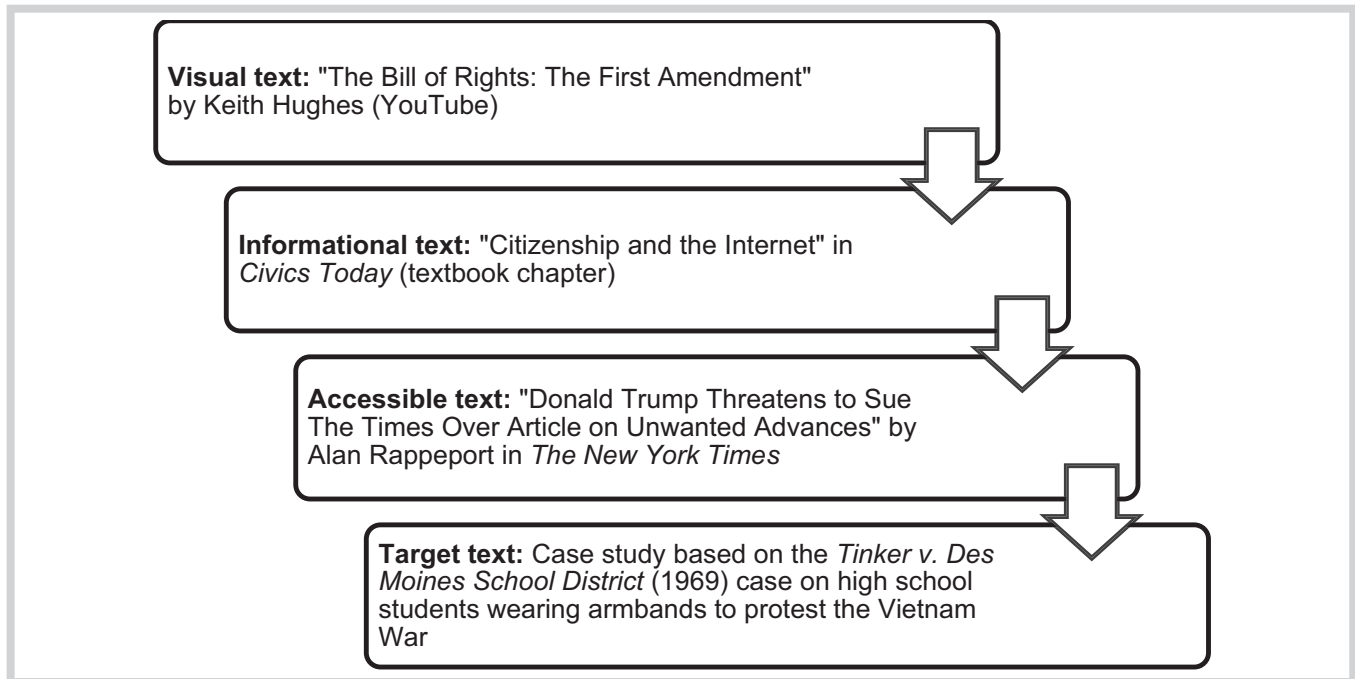 Visual text: "The Bill of Rights: The First Amendment"
by Keith Hughes (YouTube)
Informational text: "Citizenship and the Internet" in
Civics Today (textbook chapter)
Accessible text: "Donald Trump Threatens to Sue
The Times Over Article on Unwanted Advances" by
Alan Rappeport in The New York Times
Target text: Case study based on the Tinker v. Des
Moines School District (1969) case on high school
students wearing armbands to protest the Vietnam
War